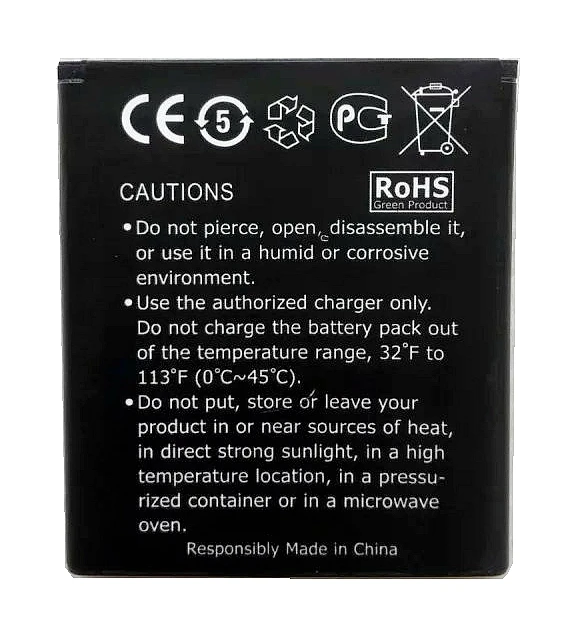 CE 5 PCT
CAUTIONS
RoHS
Green Product
• Do not pierce, open, disassemble it,
or use it in a humid or corrosive
environment.
• Use the authorized charger only.
Do not charge the battery pack out
of the temperature range, 32°F to
113°F (0°C~45°C).
• Do not put, store or leave your
product in or near sources of heat,
in direct strong sunlight, in a high
temperature location, in a pressu-
rized container or in a microwave
oven.
Responsibly Made in China